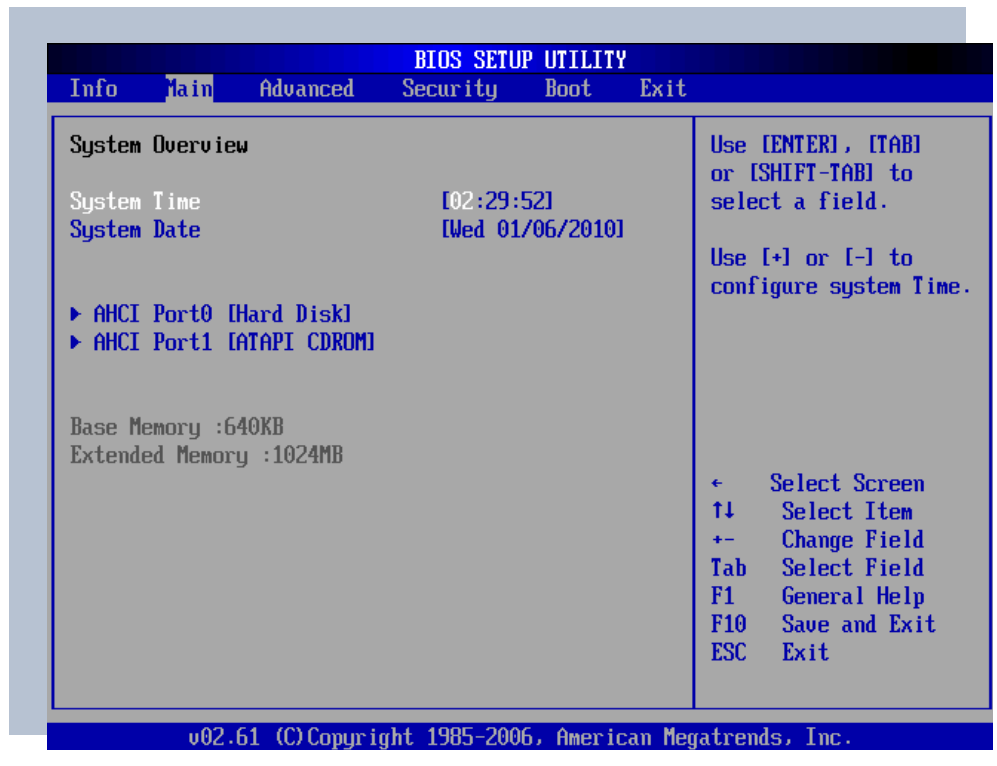 BIOS SETUP UTILITY
Info Main Advanced Security Boot Exit
System Overview
System Time [02:29:52]
System Date [Wed 01/06/2010]
► AHCI Port0 [Hard Disk]
► AHCI Port1 [ATAPI CDROM]
Base Memory :640KB
Extended Memory :1024MB
Use [ENTER], [TAB]
or [SHIFT-TAB] to
select a field.
Use [+] or [-] to
configure system Time.
← Select Screen
↑↓ Select Item
+- Change Field
Tab Select Field
F1 General Help
F10 Save and Exit
ESC Exit
v02.61 (C)Copyright 1985-2006, American Megatrends, Inc.